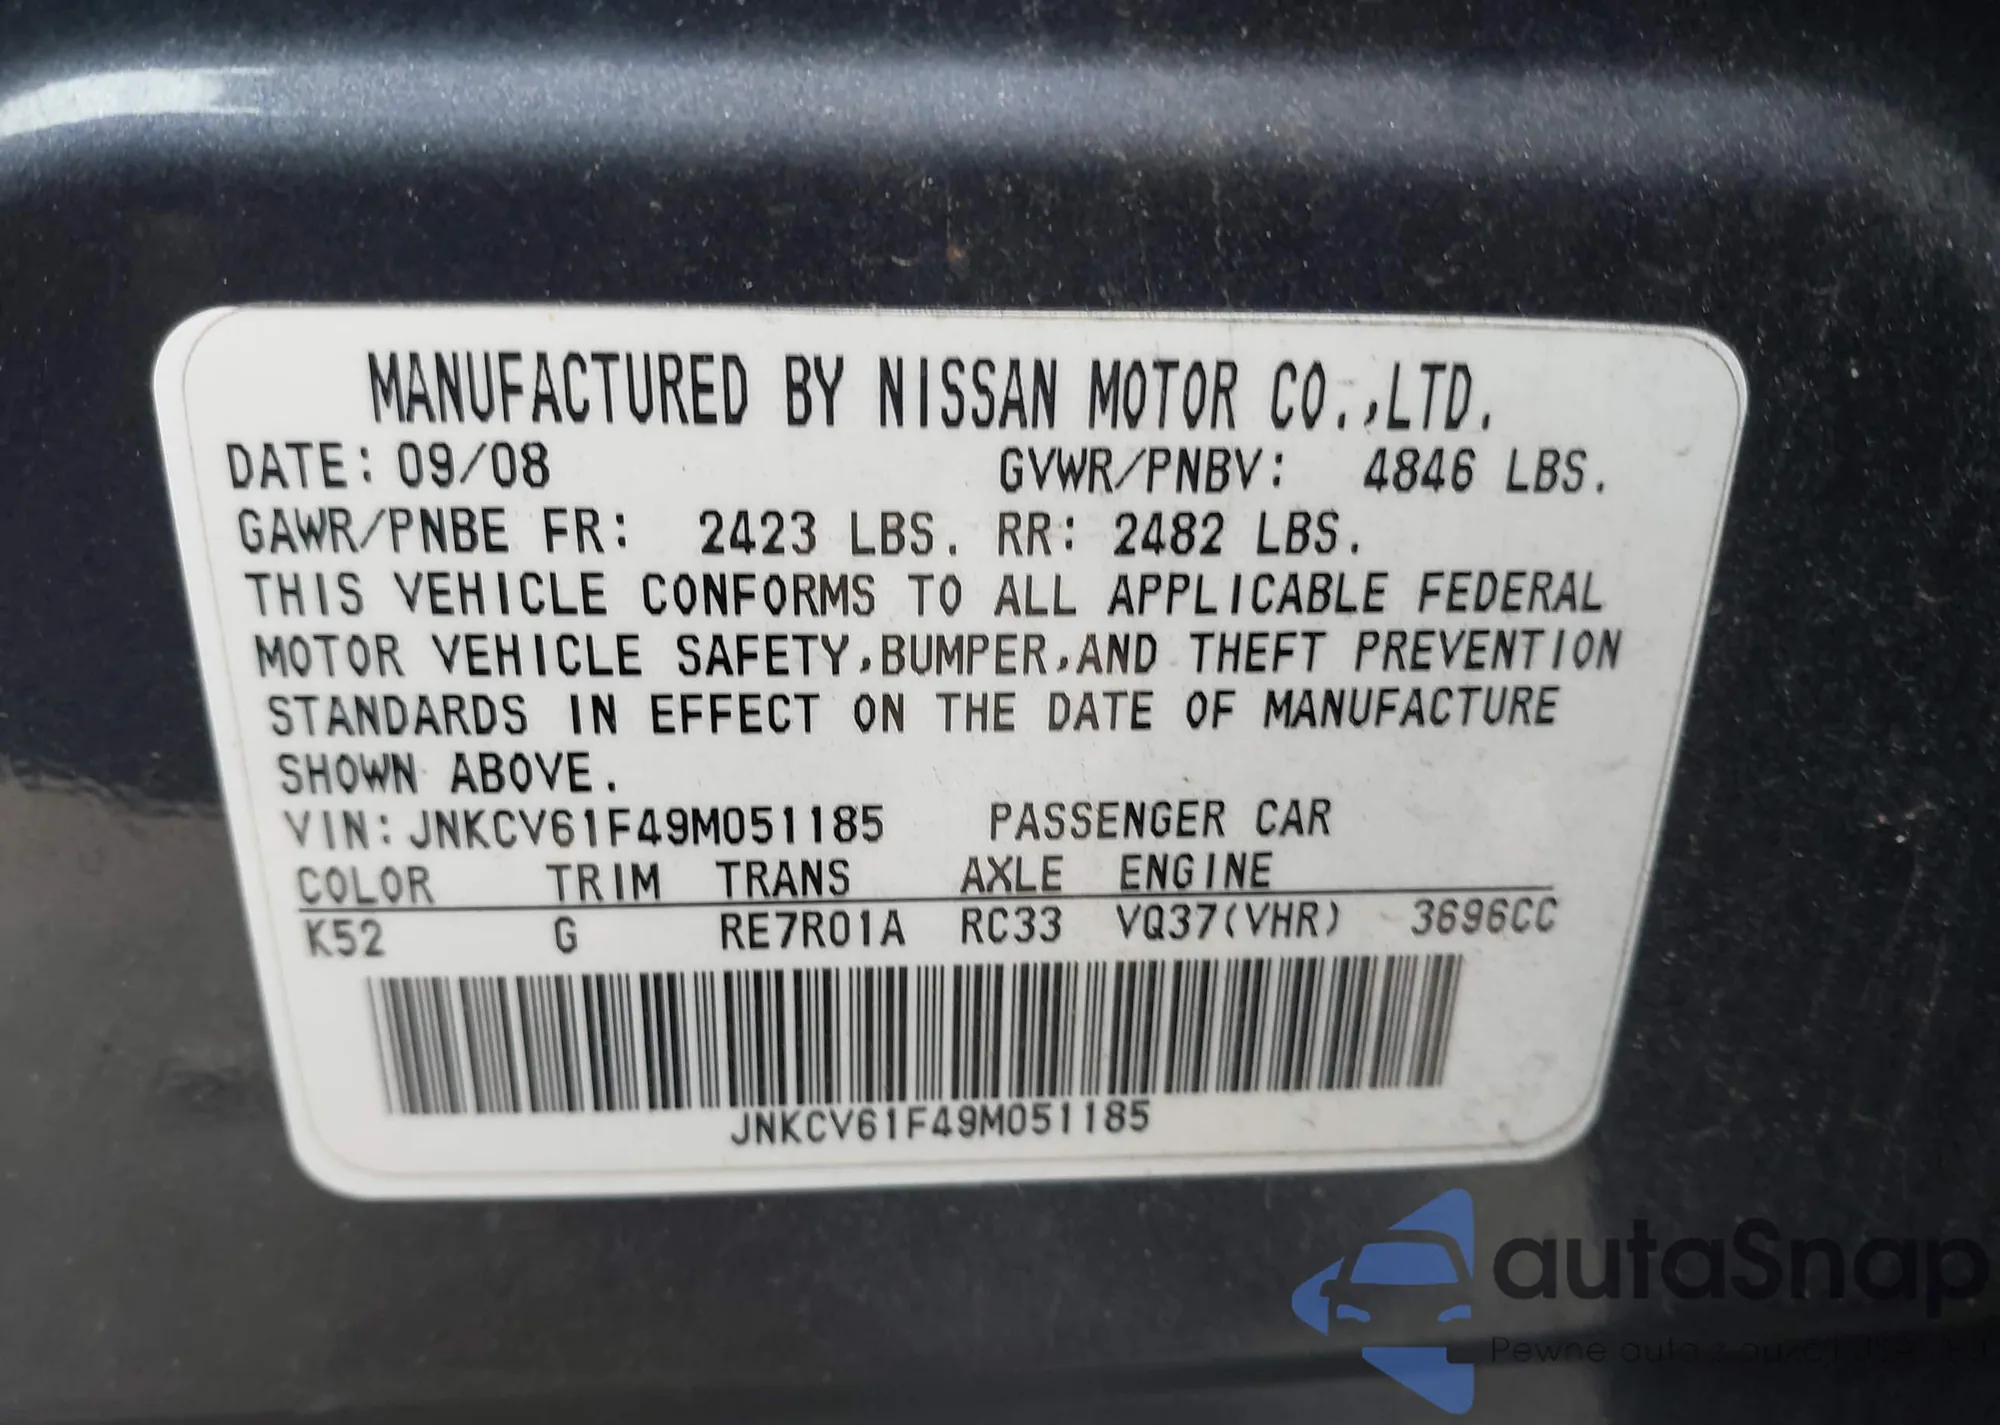 MANUFACTURED BY NISSAN MOTOR CO.,LTD.
DATE: 09/08 GVWR/PNBV: 4846 LBS.
GAWR/PNBE FR: 2423 LBS. RR: 2482 LBS.
THIS VEHICLE CONFORMS TO ALL APPLICABLE FEDERAL
MOTOR VEHICLE SAFETY,BUMPER,AND THEFT PREVENTION
STANDARDS IN EFFECT ON THE DATE OF MANUFACTURE
SHOWN ABOVE.
VIN:JNKCV61F49M051185 PASSENGER CAR
COLOR TRIM TRANS AXLE ENGINE
K52 G RE7R01A RC33 VQ37(VHR) 3696CC
JNKCV61F49M051185
autaSnap
Pewne auto z